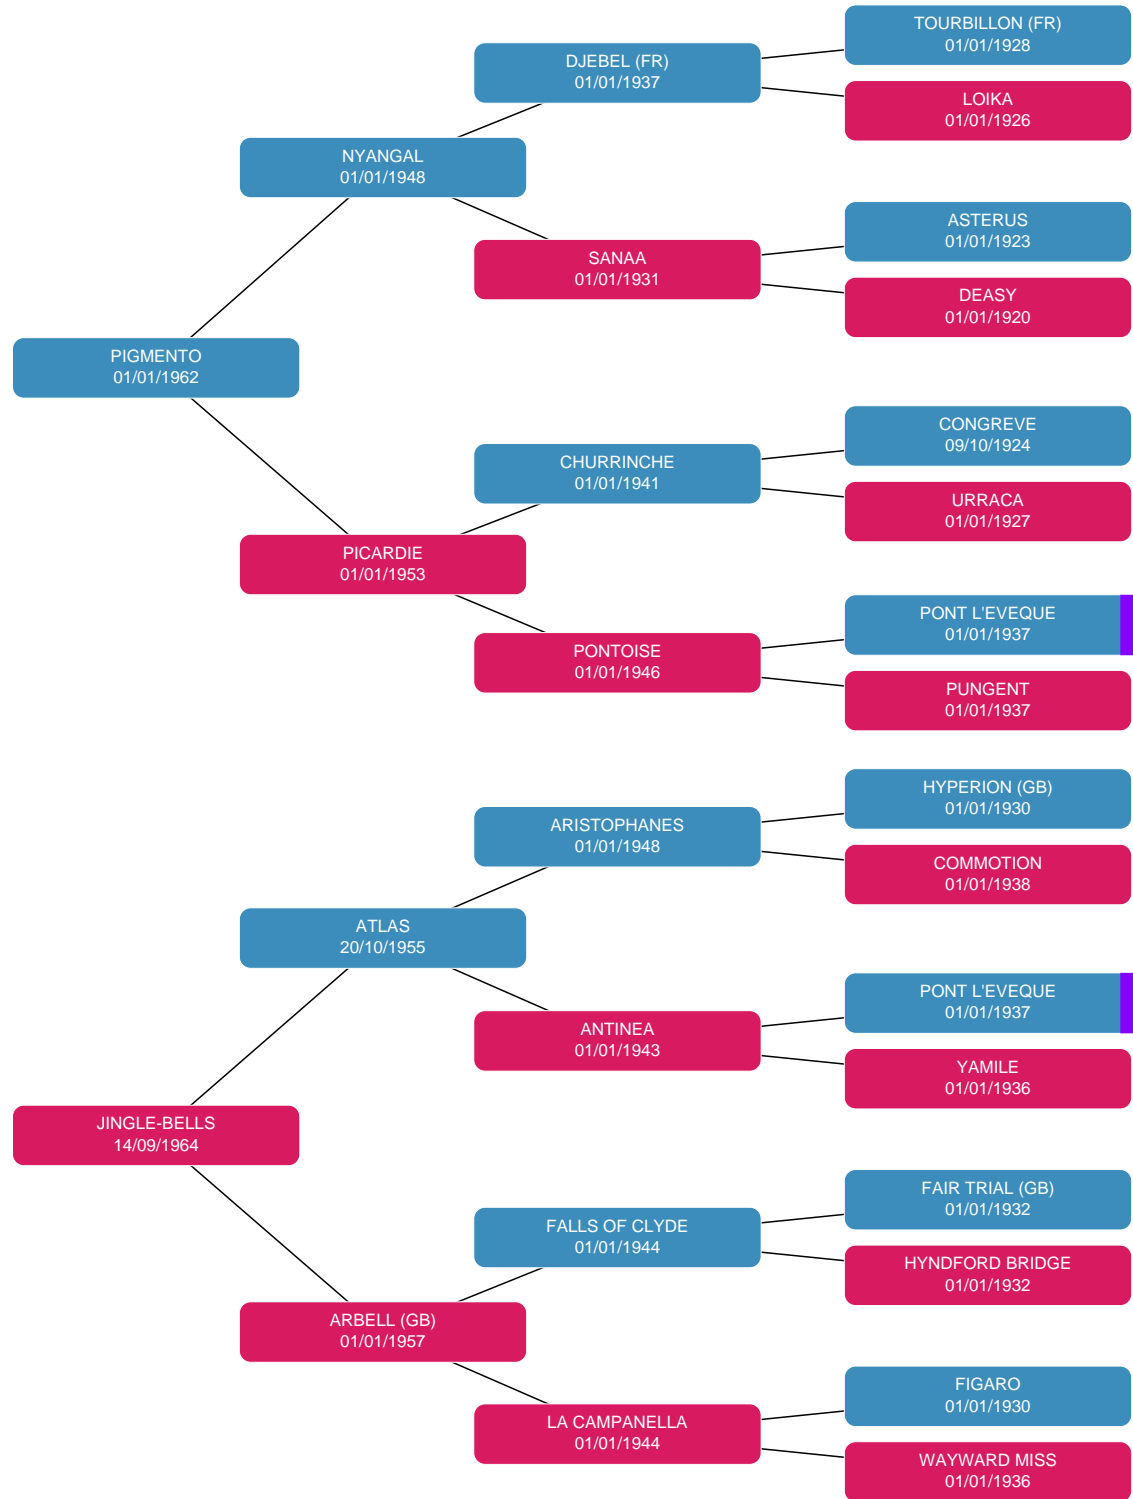 TOURBILLON (FR)
01/01/1928
DJEBEL (FR)
01/01/1937
LOIKA
01/01/1926
NYANGAL
01/01/1948
ASTERUS
01/01/1923
SANAA
01/01/1931
DEASY
01/01/1920
PIGMENTO
01/01/1962
CONGREVE
09/10/1924
CHURRINCHE
01/01/1941
URRACA
01/01/1927
PICARDIE
01/01/1953
PONT L'EVEQUE
01/01/1937
PONTOISE
01/01/1946
PUNGENT
01/01/1937
HYPERION (GB)
01/01/1930
ARISTOPHANES
01/01/1948
COMMOTION
01/01/1938
ATLAS
20/10/1955
PONT L'EVEQUE
01/01/1937
ANTINEA
01/01/1943
YAMILE
01/01/1936
JINGLE-BELLS
14/09/1964
FAIR TRIAL (GB)
01/01/1932
FALLS OF CLYDE
01/01/1944
HYNDFORD BRIDGE
01/01/1932
ARBELL (GB)
01/01/1957
FIGARO
01/01/1930
LA CAMPANELLA
01/01/1944
WAYWARD MISS
01/01/1936